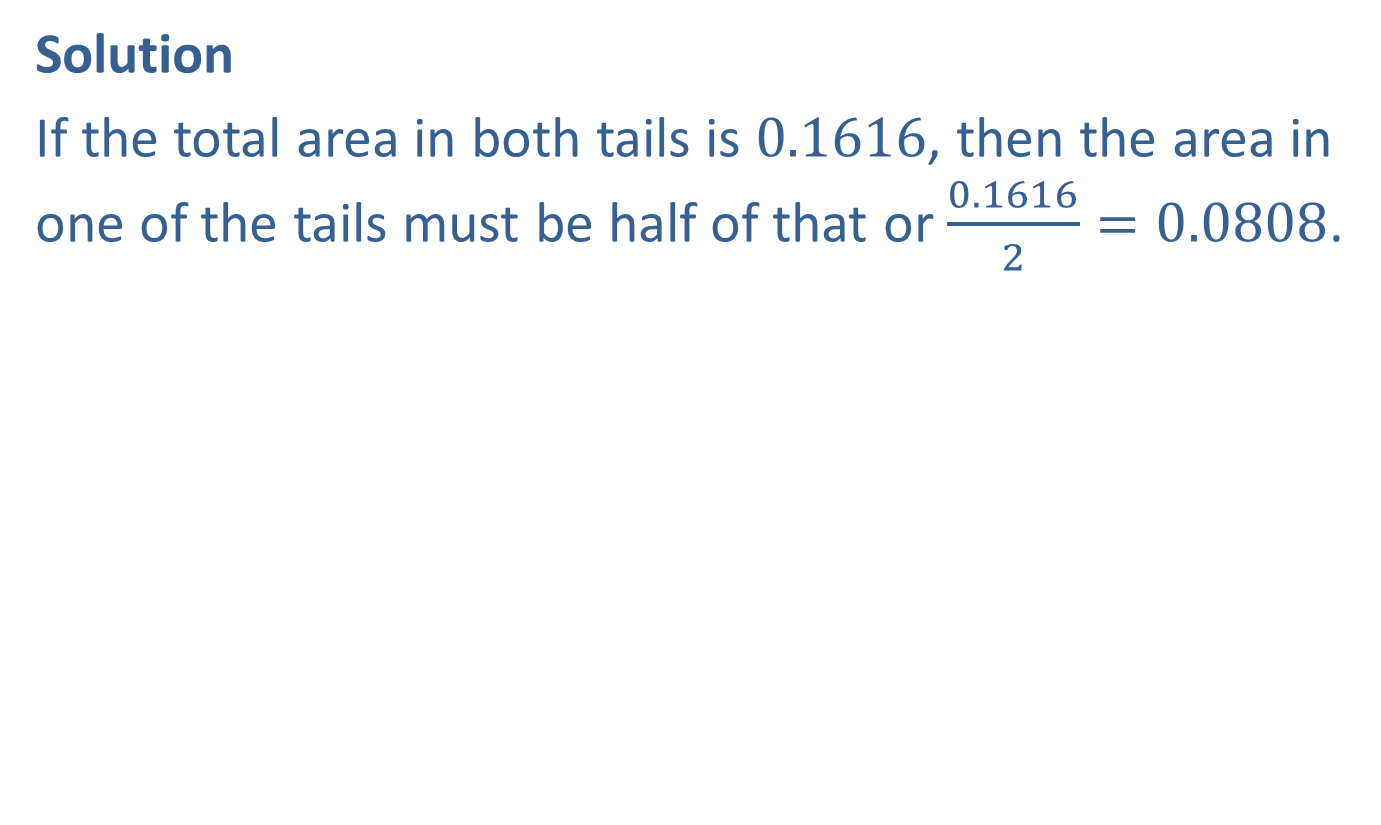 Solution
If the total area in both tails is 0.1616, then the area in
one of the tails must be half of that or $\frac{0.1616}{2}$ = 0.0808.